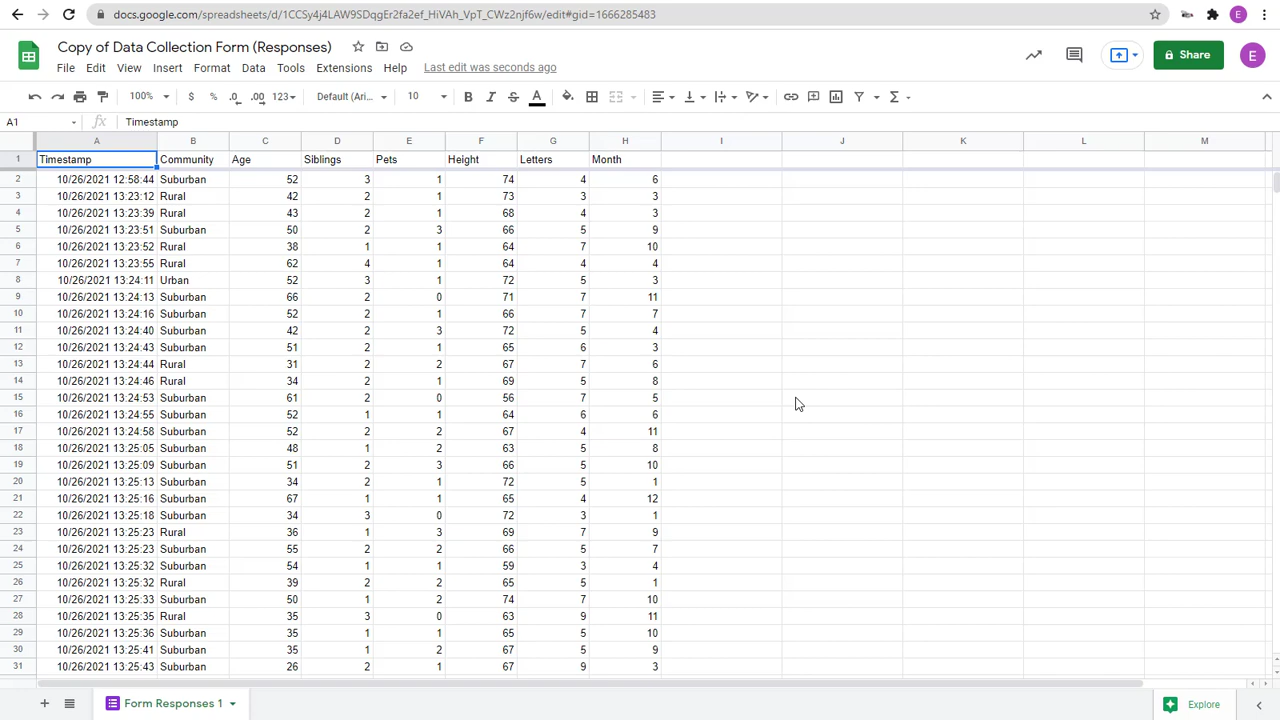 docs.google.com/spreadsheets/d/1CCSy4j4LAW9SDqgEr2fa2ef_HiVAh_VpT_CWz2njf6w/edit#gid=1666285483
E
Copy of Data Collection Form (Responses)
File Edit View Insert Format Data Tools Extensions Help Last edit was seconds ago
Share
E
100% $ % .0 .00 123 Default (Ari... 10 B I S A
A1 fx Timestamp
A B C D E F G H I J K L M
1 Timestamp Community Age Siblings Pets Height Letters Month
2 10/26/2021 12:58:44 Suburban 52 3 1 74 4 6
3 10/26/2021 13:23:12 Rural 42 2 1 73 3 3
4 10/26/2021 13:23:39 Rural 43 2 1 68 4 3
5 10/26/2021 13:23:51 Suburban 50 2 3 66 5 9
6 10/26/2021 13:23:52 Rural 38 1 1 64 7 10
7 10/26/2021 13:23:55 Rural 62 4 1 64 4 4
8 10/26/2021 13:24:11 Urban 52 3 1 72 5 3
9 10/26/2021 13:24:13 Suburban 66 2 0 71 7 11
10 10/26/2021 13:24:16 Suburban 52 2 1 66 7 7
11 10/26/2021 13:24:40 Suburban 42 2 3 72 5 4
12 10/26/2021 13:24:43 Suburban 51 2 1 65 6 3
13 10/26/2021 13:24:44 Rural 31 2 2 67 7 6
14 10/26/2021 13:24:46 Rural 34 2 1 69 5 8
15 10/26/2021 13:24:53 Suburban 61 2 0 56 7 5
16 10/26/2021 13:24:55 Suburban 52 1 1 64 6 6
17 10/26/2021 13:24:58 Suburban 52 2 2 67 4 11
18 10/26/2021 13:25:05 Suburban 48 1 2 63 5 8
19 10/26/2021 13:25:09 Suburban 51 2 3 66 5 10
20 10/26/2021 13:25:13 Suburban 34 2 1 72 5 1
21 10/26/2021 13:25:16 Suburban 67 1 1 65 4 12
22 10/26/2021 13:25:18 Suburban 34 3 0 72 3 1
23 10/26/2021 13:25:23 Rural 36 1 3 69 7 9
24 10/26/2021 13:25:23 Suburban 55 2 2 66 5 7
25 10/26/2021 13:25:32 Suburban 54 1 1 59 3 4
26 10/26/2021 13:25:32 Rural 39 2 2 65 5 1
27 10/26/2021 13:25:33 Suburban 50 1 2 74 7 10
28 10/26/2021 13:25:35 Rural 35 3 0 63 9 11
29 10/26/2021 13:25:36 Suburban 35 1 1 65 5 10
30 10/26/2021 13:25:41 Suburban 35 1 2 67 5 9
31 10/26/2021 13:25:43 Suburban 26 2 1 67 9 3
Form Responses 1
Explore